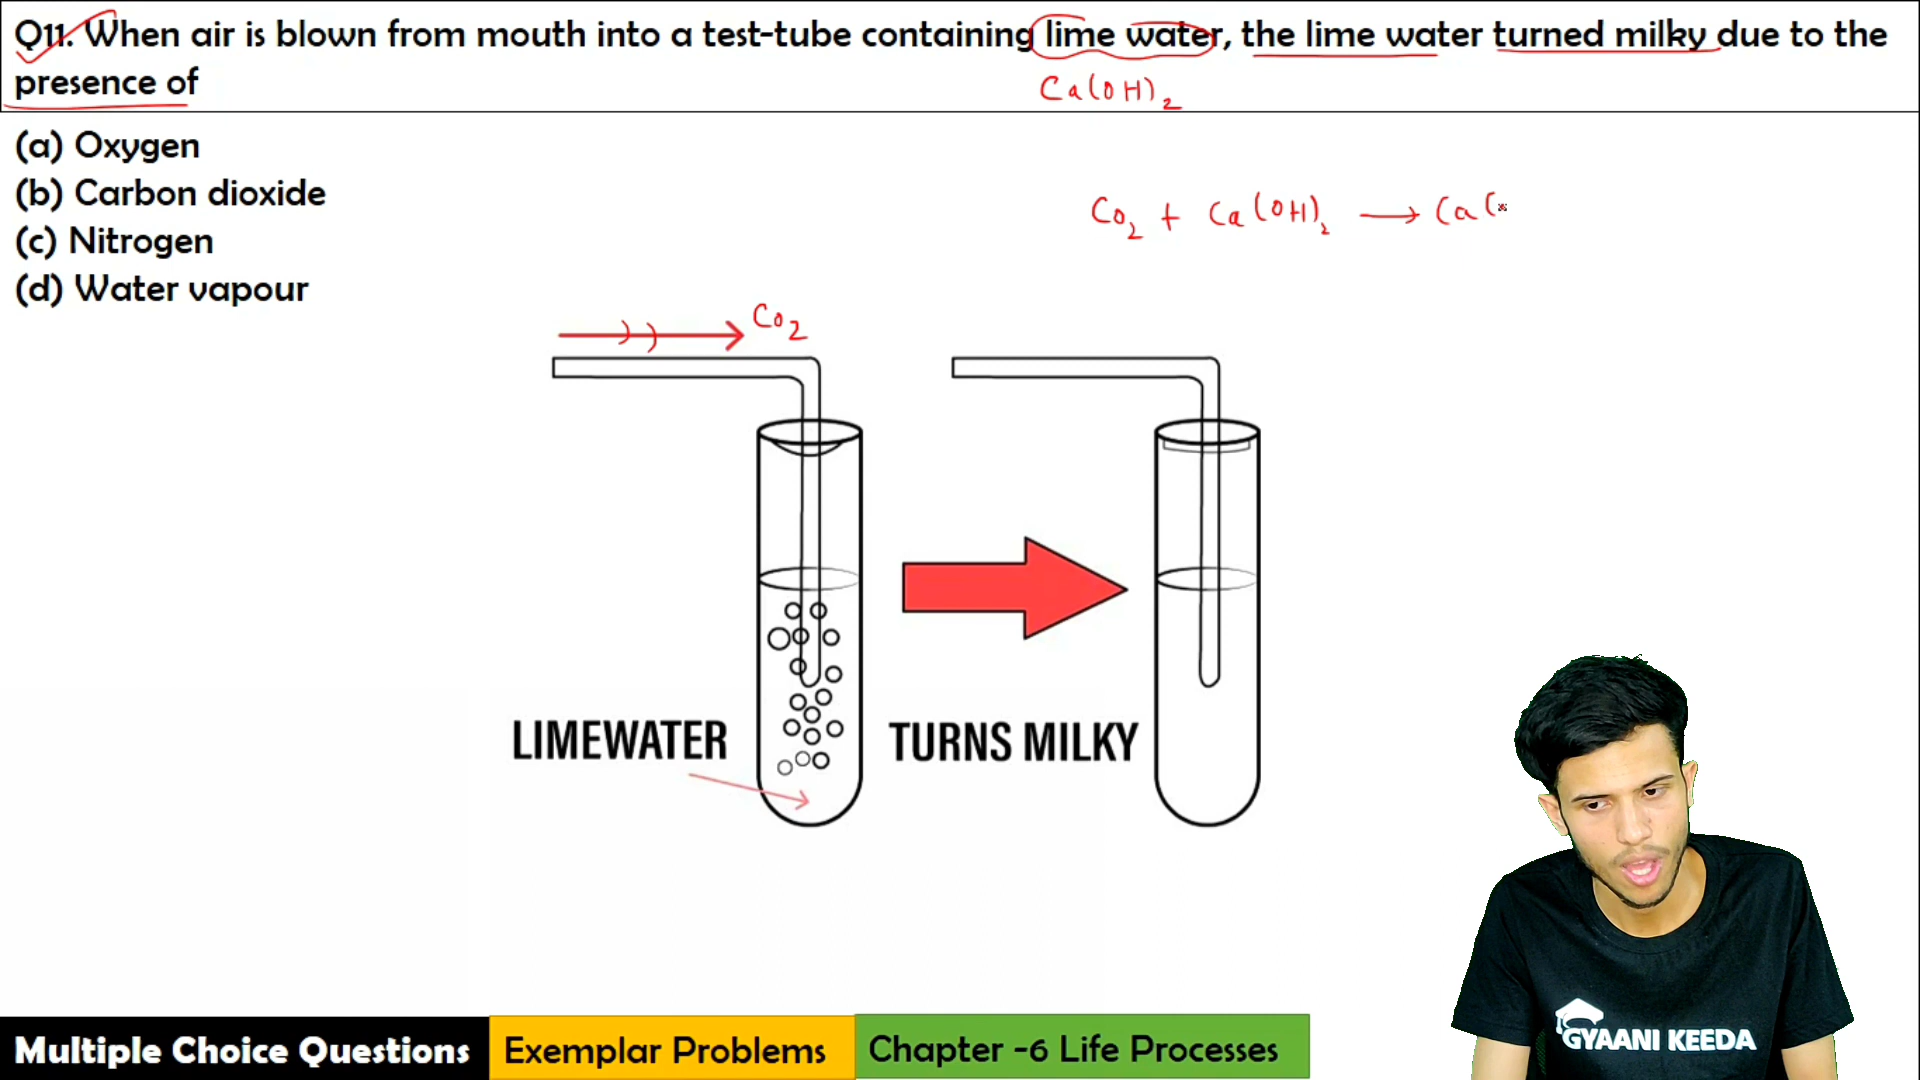 Q11. When air is blown from mouth into a test-tube containing lime water, the lime water turned milky due to the
presence of
Ca(OH)2
(a) Oxygen
(b) Carbon dioxide
(c) Nitrogen
(d) Water vapour
Co2 + Ca(OH)2 → Ca(
Co2
LIMEWATER
TURNS MILKY
GYAANI KEEDA
Multiple Choice Questions
Exemplar Problems
Chapter -6 Life Processes